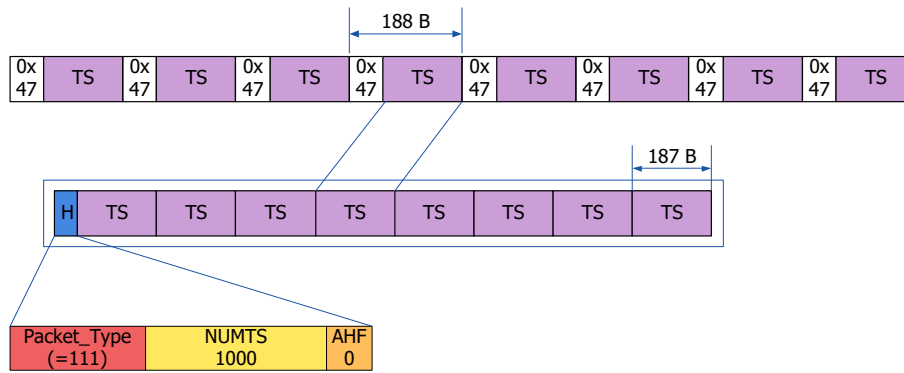 188 B
0x
47
TS
0x
47
TS
0x
47
TS
0x
47
TS
0x
47
TS
0x
47
TS
0x
47
TS
0x
47
TS
187 B
H
TS
TS
TS
TS
TS
TS
TS
TS
Packet_Type
(=111)
NUMTS
1000
AHF
0